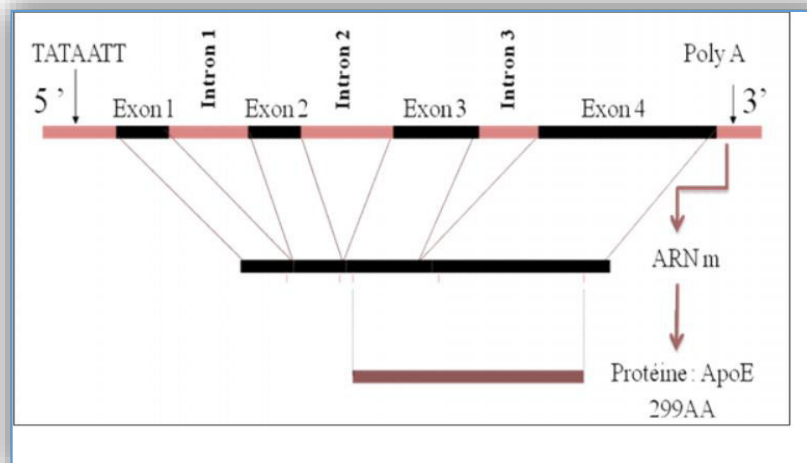 TATAATT
Intron 1
Intron 2
Intron 3
Poly A
5 ’
Exon 1
Exon 2
Exon 3
Exon 4
3’
ARN m
Protéine : ApoE
299AA